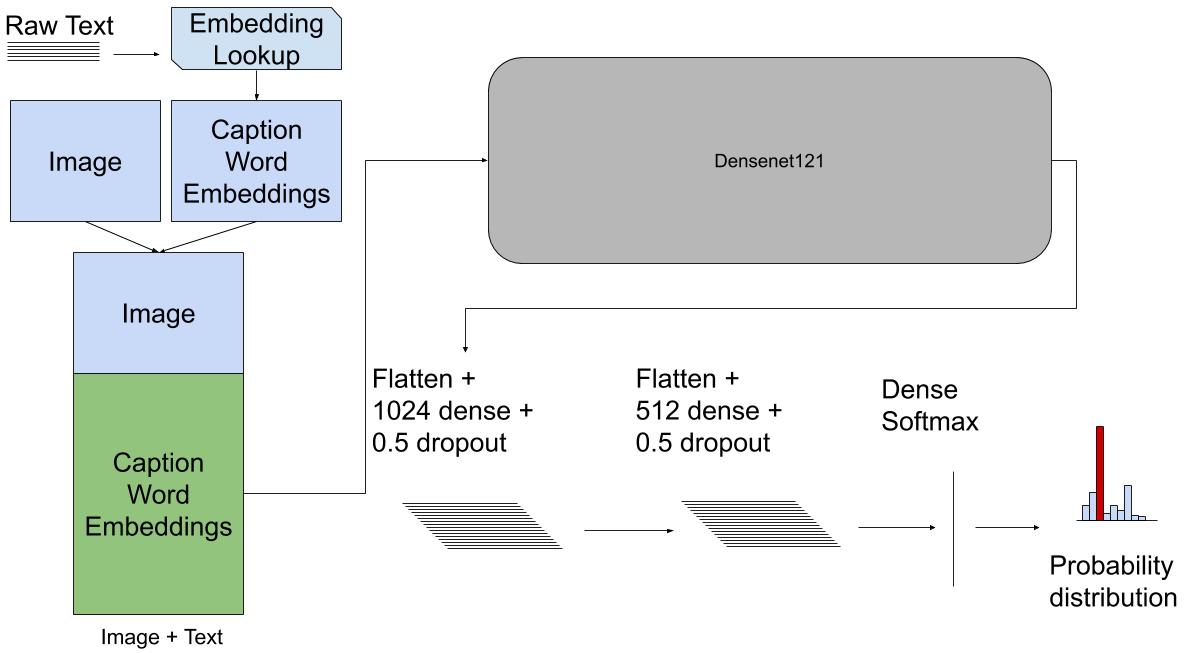 Raw Text
Embedding
Lookup
Image
Caption
Word
Embeddings
Densenet121
Image
Caption
Word
Embeddings
Image + Text
Flatten +
1024 dense +
0.5 dropout
Flatten +
512 dense +
0.5 dropout
Dense
Softmax
Probability
distribution